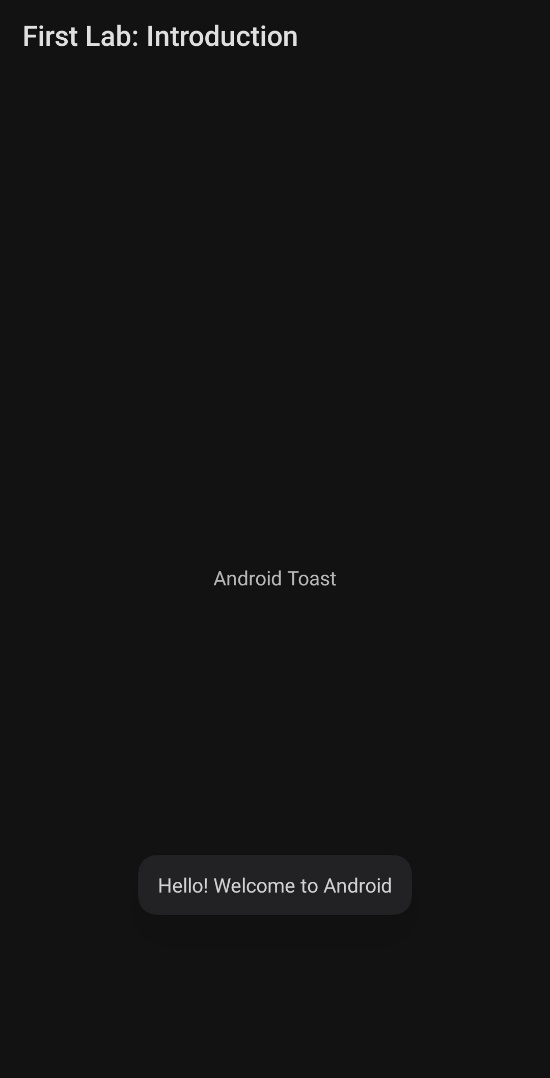 First Lab: Introduction
Android Toast
Hello! Welcome to Android